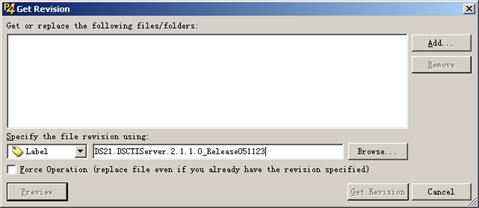 Get Revision
Get or replace the following files/folders:
Add...
Remove
Specify the file revision using:
Label
DS21.DSCTIServer.2.1.1.0_Release051123
Browse...
Force Operation (replace file even if you already have the revision specified)
Preview
Get Revision
Cancel